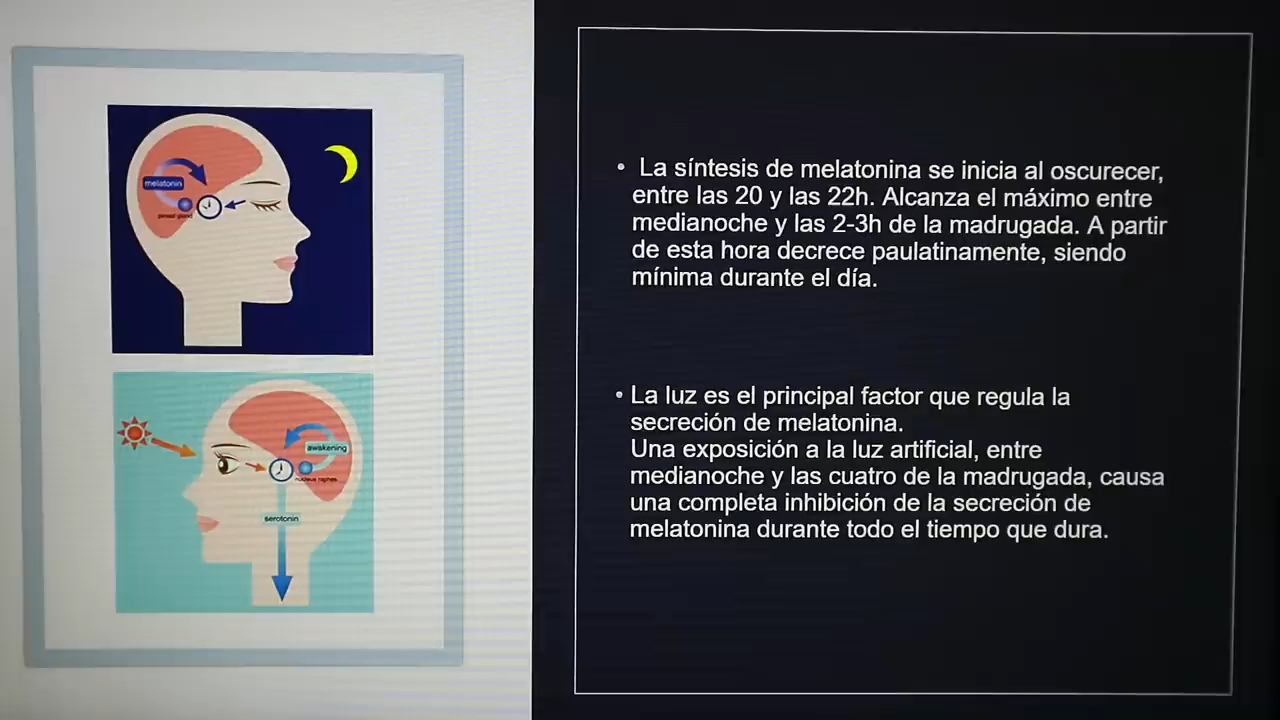 melatonin
pineal gland
awakening
nucleus raphes
serotonin
• La síntesis de melatonina se inicia al oscurecer,
entre las 20 y las 22h. Alcanza el máximo entre
medianoche y las 2-3h de la madrugada. A partir
de esta hora decrece paulatinamente, siendo
mínima durante el día.
• La luz es el principal factor que regula la
secreción de melatonina.
Una exposición a la luz artificial, entre
medianoche y las cuatro de la madrugada, causa
una completa inhibición de la secreción de
melatonina durante todo el tiempo que dura.